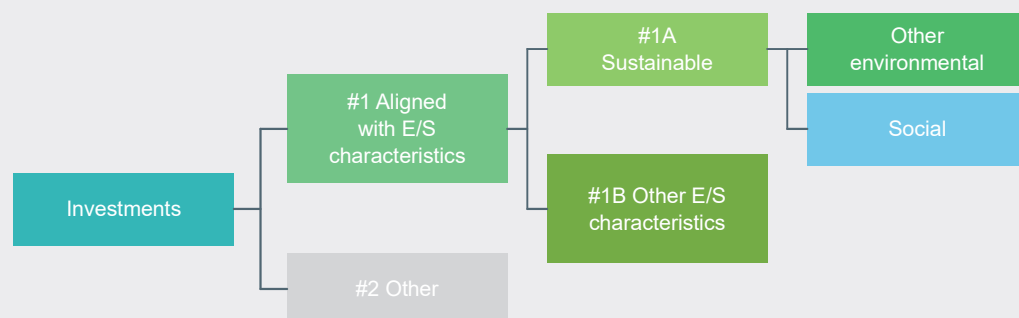 #1A
Sustainable
Other
environmental
#1 Aligned
with E/S
characteristics
Social
Investments
#1B Other E/S
characteristics
#2 Other